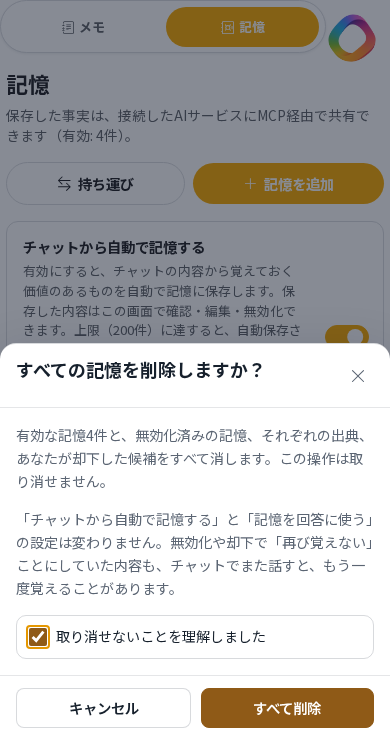 メモ
記憶
記憶
保存した事実は、接続したAIサービスにMCP経由で共有で
きます（有効: 4件）。
持ち運び
記憶を追加
チャットから自動で記憶する
有効にすると、チャットの内容から覚えておく
価値のあるものを自動で記憶に保存します。保
存した内容はこの画面で確認・編集・無効化で
きます。上限（200件）に達すると、自動保存さ
すべての記憶を削除しますか？
有効な記憶4件と、無効化済みの記憶、それぞれの出典、
あなたが却下した候補をすべて消します。この操作は取
り消せません。
「チャットから自動で記憶する」と「記憶を回答に使う」
の設定は変わりません。無効化や却下で「再び覚えない」
ことにしていた内容も、チャットでまた話すと、もう一
度覚えることがあります。
取り消せないことを理解しました
キャンセル
すべて削除